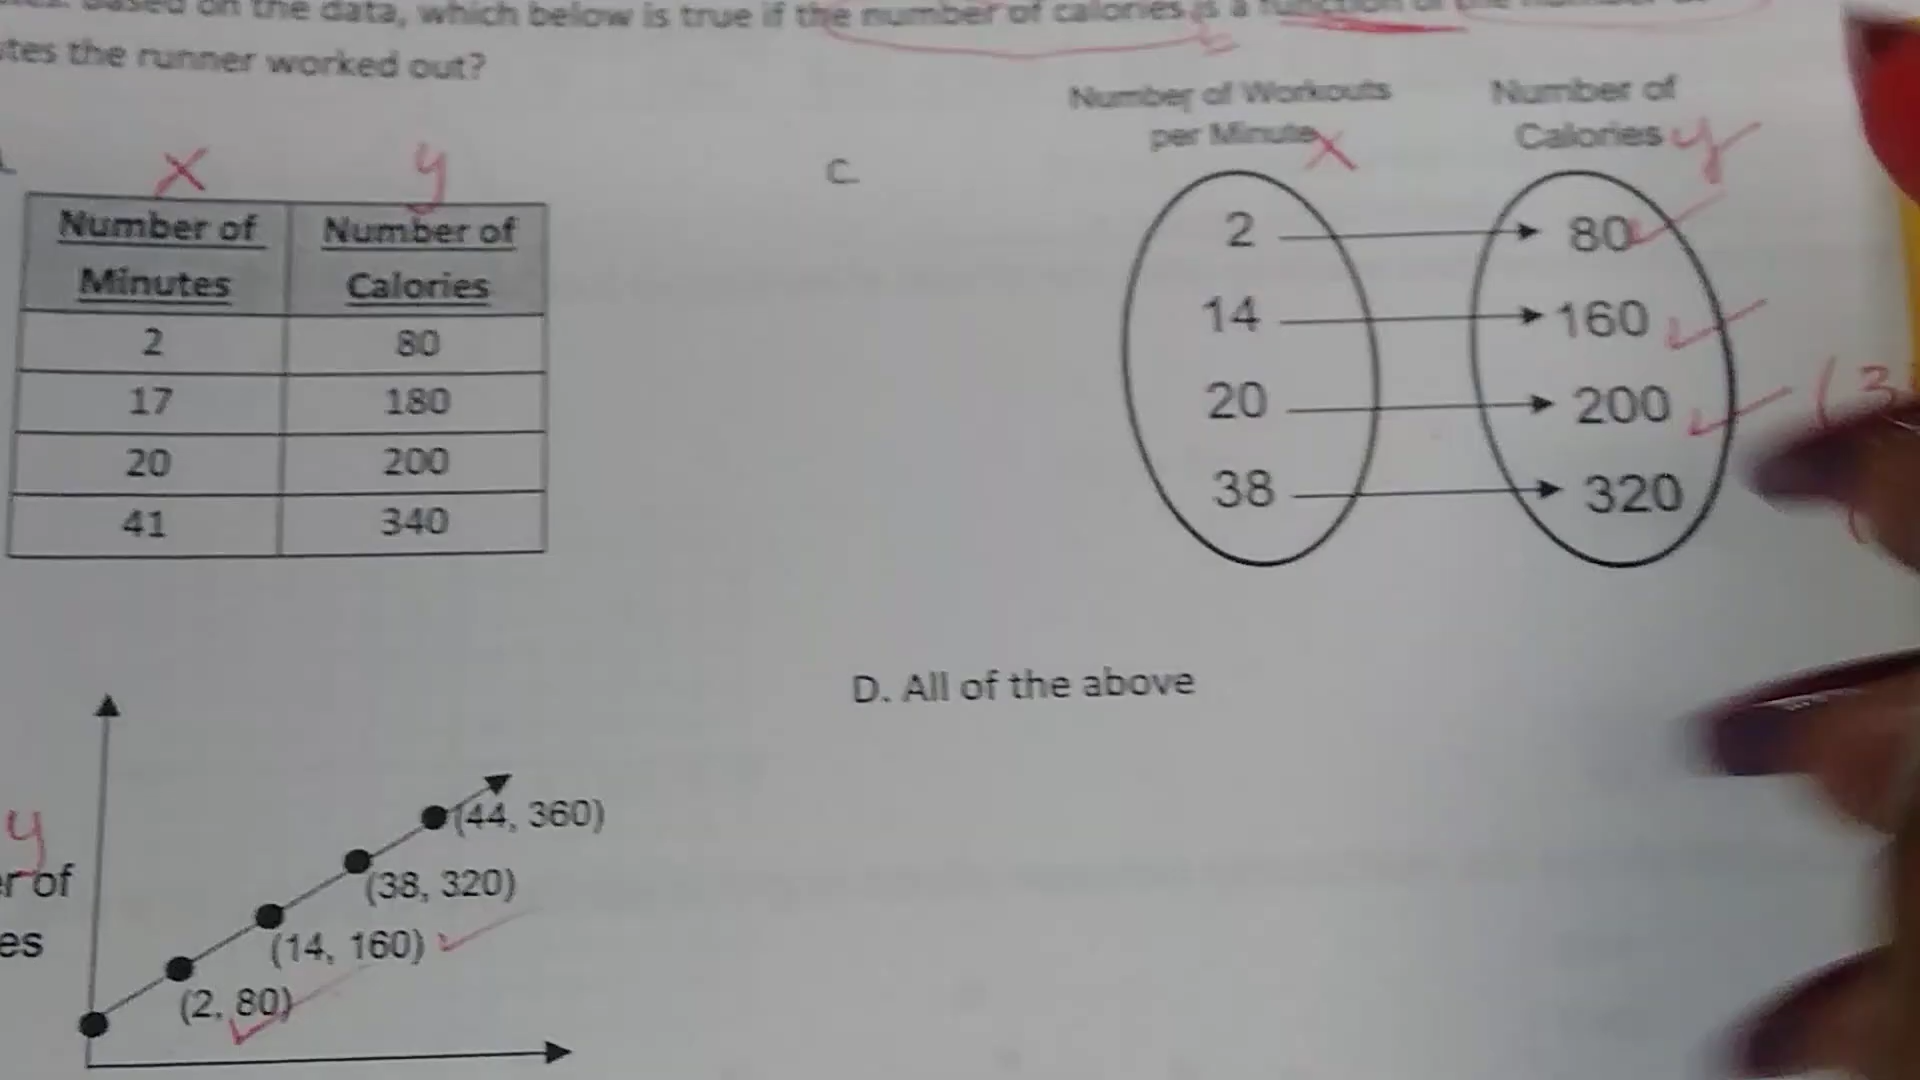 Based on the data, which below is true if the number of calories is a function of the number of
the runner worked out?
x y
Number of Minutes Number of Calories
2 80
17 180
20 200
41 340
C.
Number of Workouts per Minute x
Number of Calories y
2 80
14 160
20 200
38 320
(3
D. All of the above
y
(44, 360)
(38, 320)
(14, 160)
(2, 80)